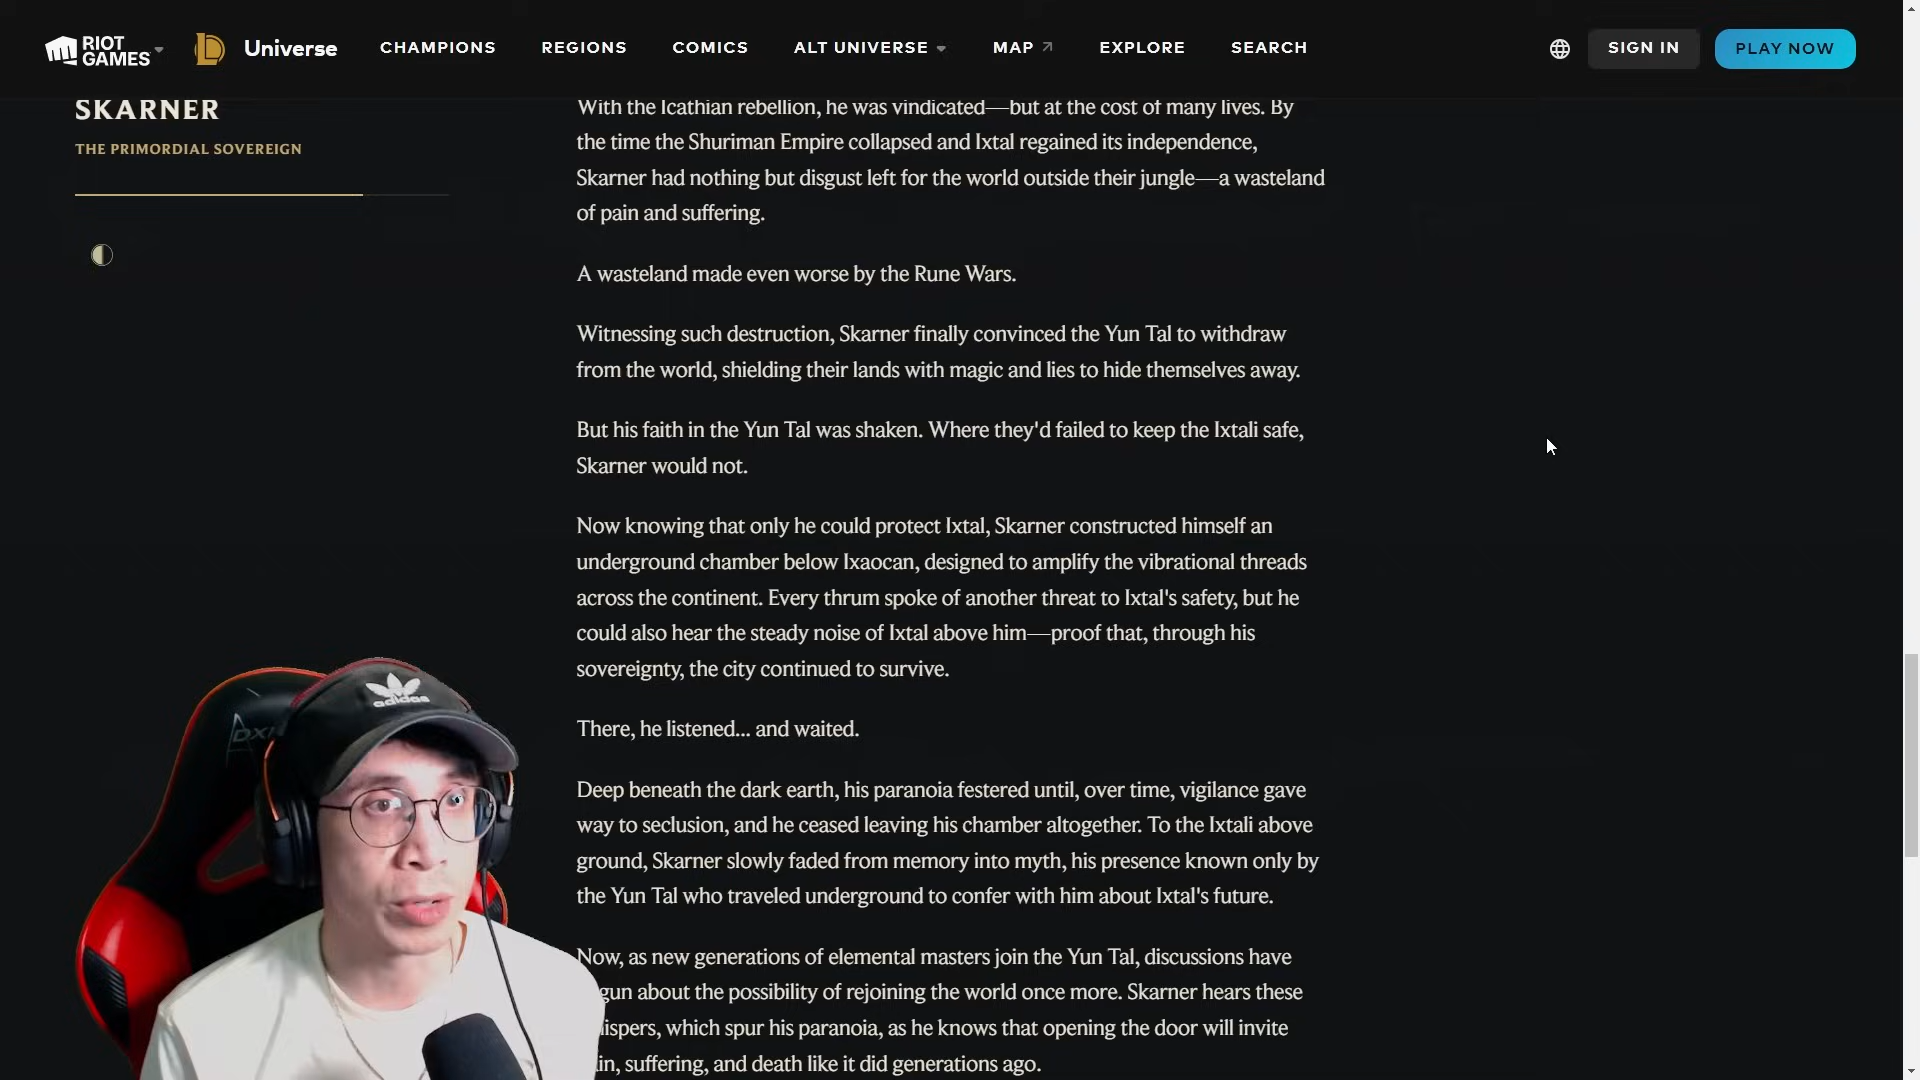 RIOT
GAMES
Universe
CHAMPIONS
REGIONS
COMICS
ALT UNIVERSE
MAP
EXPLORE
SEARCH
SIGN IN
PLAY NOW
SKARNER
THE PRIMORDIAL SOVEREIGN
With the Icathian rebellion, he was vindicated—but at the cost of many lives. By
the time the Shuriman Empire collapsed and Ixtal regained its independence,
Skarner had nothing but disgust left for the world outside their jungle—a wasteland
of pain and suffering.
A wasteland made even worse by the Rune Wars.
Witnessing such destruction, Skarner finally convinced the Yun Tal to withdraw
from the world, shielding their lands with magic and lies to hide themselves away.
But his faith in the Yun Tal was shaken. Where they'd failed to keep the Ixtali safe,
Skarner would not.
Now knowing that only he could protect Ixtal, Skarner constructed himself an
underground chamber below Ixaocan, designed to amplify the vibrational threads
across the continent. Every thrum spoke of another threat to Ixtal's safety, but he
could also hear the steady noise of Ixtal above him—proof that, through his
sovereignty, the city continued to survive.
There, he listened... and waited.
Deep beneath the dark earth, his paranoia festered until, over time, vigilance gave
way to seclusion, and he ceased leaving his chamber altogether. To the Ixtali above
ground, Skarner slowly faded from memory into myth, his presence known only by
the Yun Tal who traveled underground to confer with him about Ixtal's future.
Now, as new generations of elemental masters join the Yun Tal, discussions have
gun about the possibility of rejoining the world once more. Skarner hears these
ispers, which spur his paranoia, as he knows that opening the door will invite
in, suffering, and death like it did generations ago.
adidas